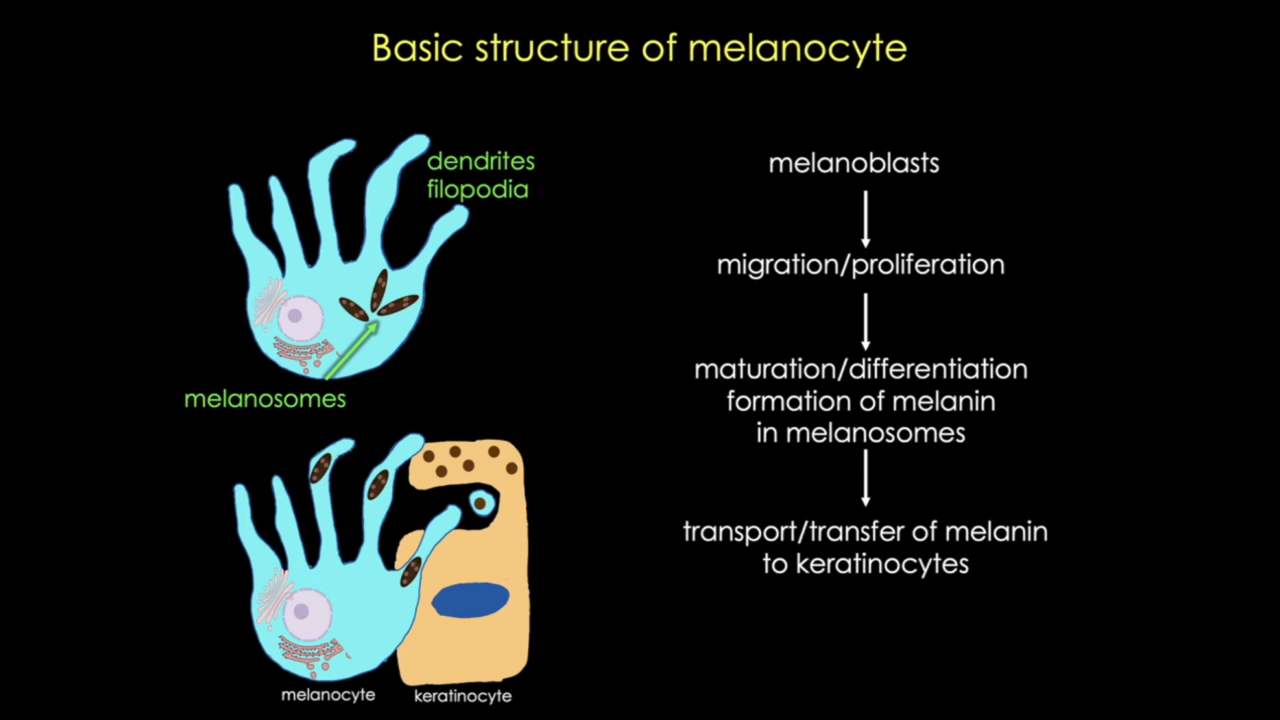 Basic structure of melanocyte
dendrites
filopodia
melanosomes
melanocyte
keratinocyte
melanoblasts
migration/proliferation
maturation/differentiation
formation of melanin
in melanosomes
transport/transfer of melanin
to keratinocytes